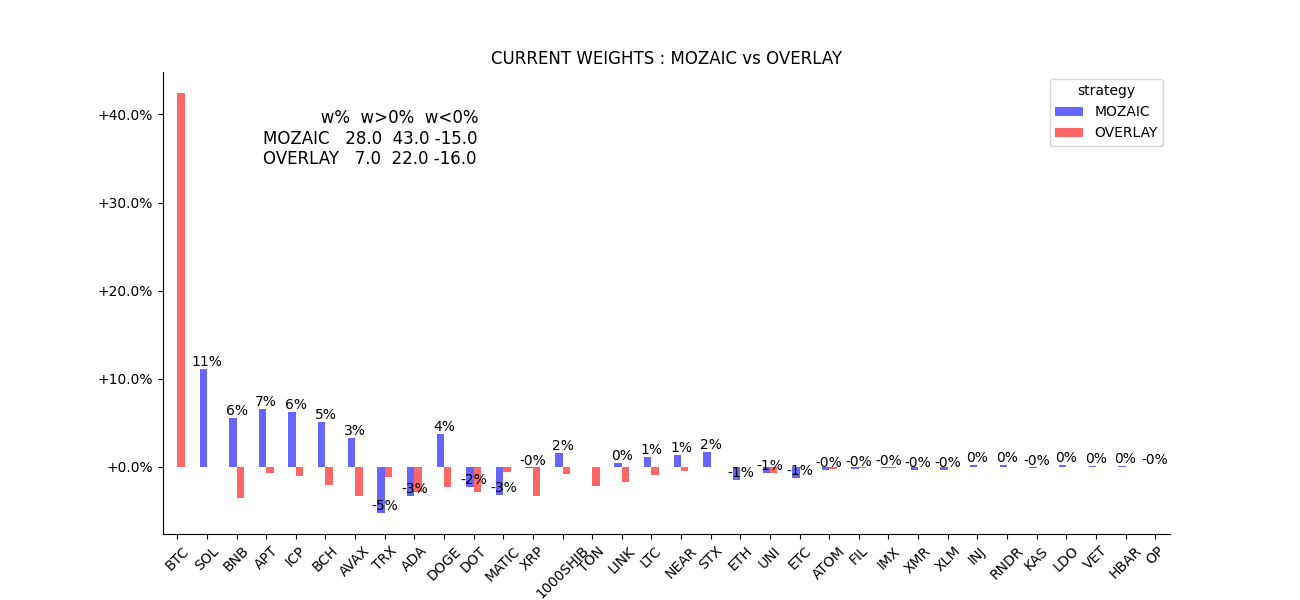 CURRENT WEIGHTS : MOZAIC vs OVERLAY
strategy
MOZAIC
OVERLAY
w% w>0% w<0%
MOZAIC 28.0 43.0 -15.0
OVERLAY 7.0 22.0 -16.0
+40.0%
+30.0%
+20.0%
+10.0%
+0.0%
11% 6% 7% 6% 5% 3% -5% -3% 4% -2% -3% -0% 2% 0% 1% 1% 2% -1% -1% -1% -0% -0% -0% -0% -0% 0% 0% -0% 0% 0% 0% -0%
BTC SOL BNB APT ICP BCH AVAX TRX ADA DOGE DOT MATIC XRP 1000SHIB TON LINK LTC NEAR STX ETH UNI ETC ATOM FIL IMX XMR XLM INJ RNDR KAS LDO VET HBAR OP